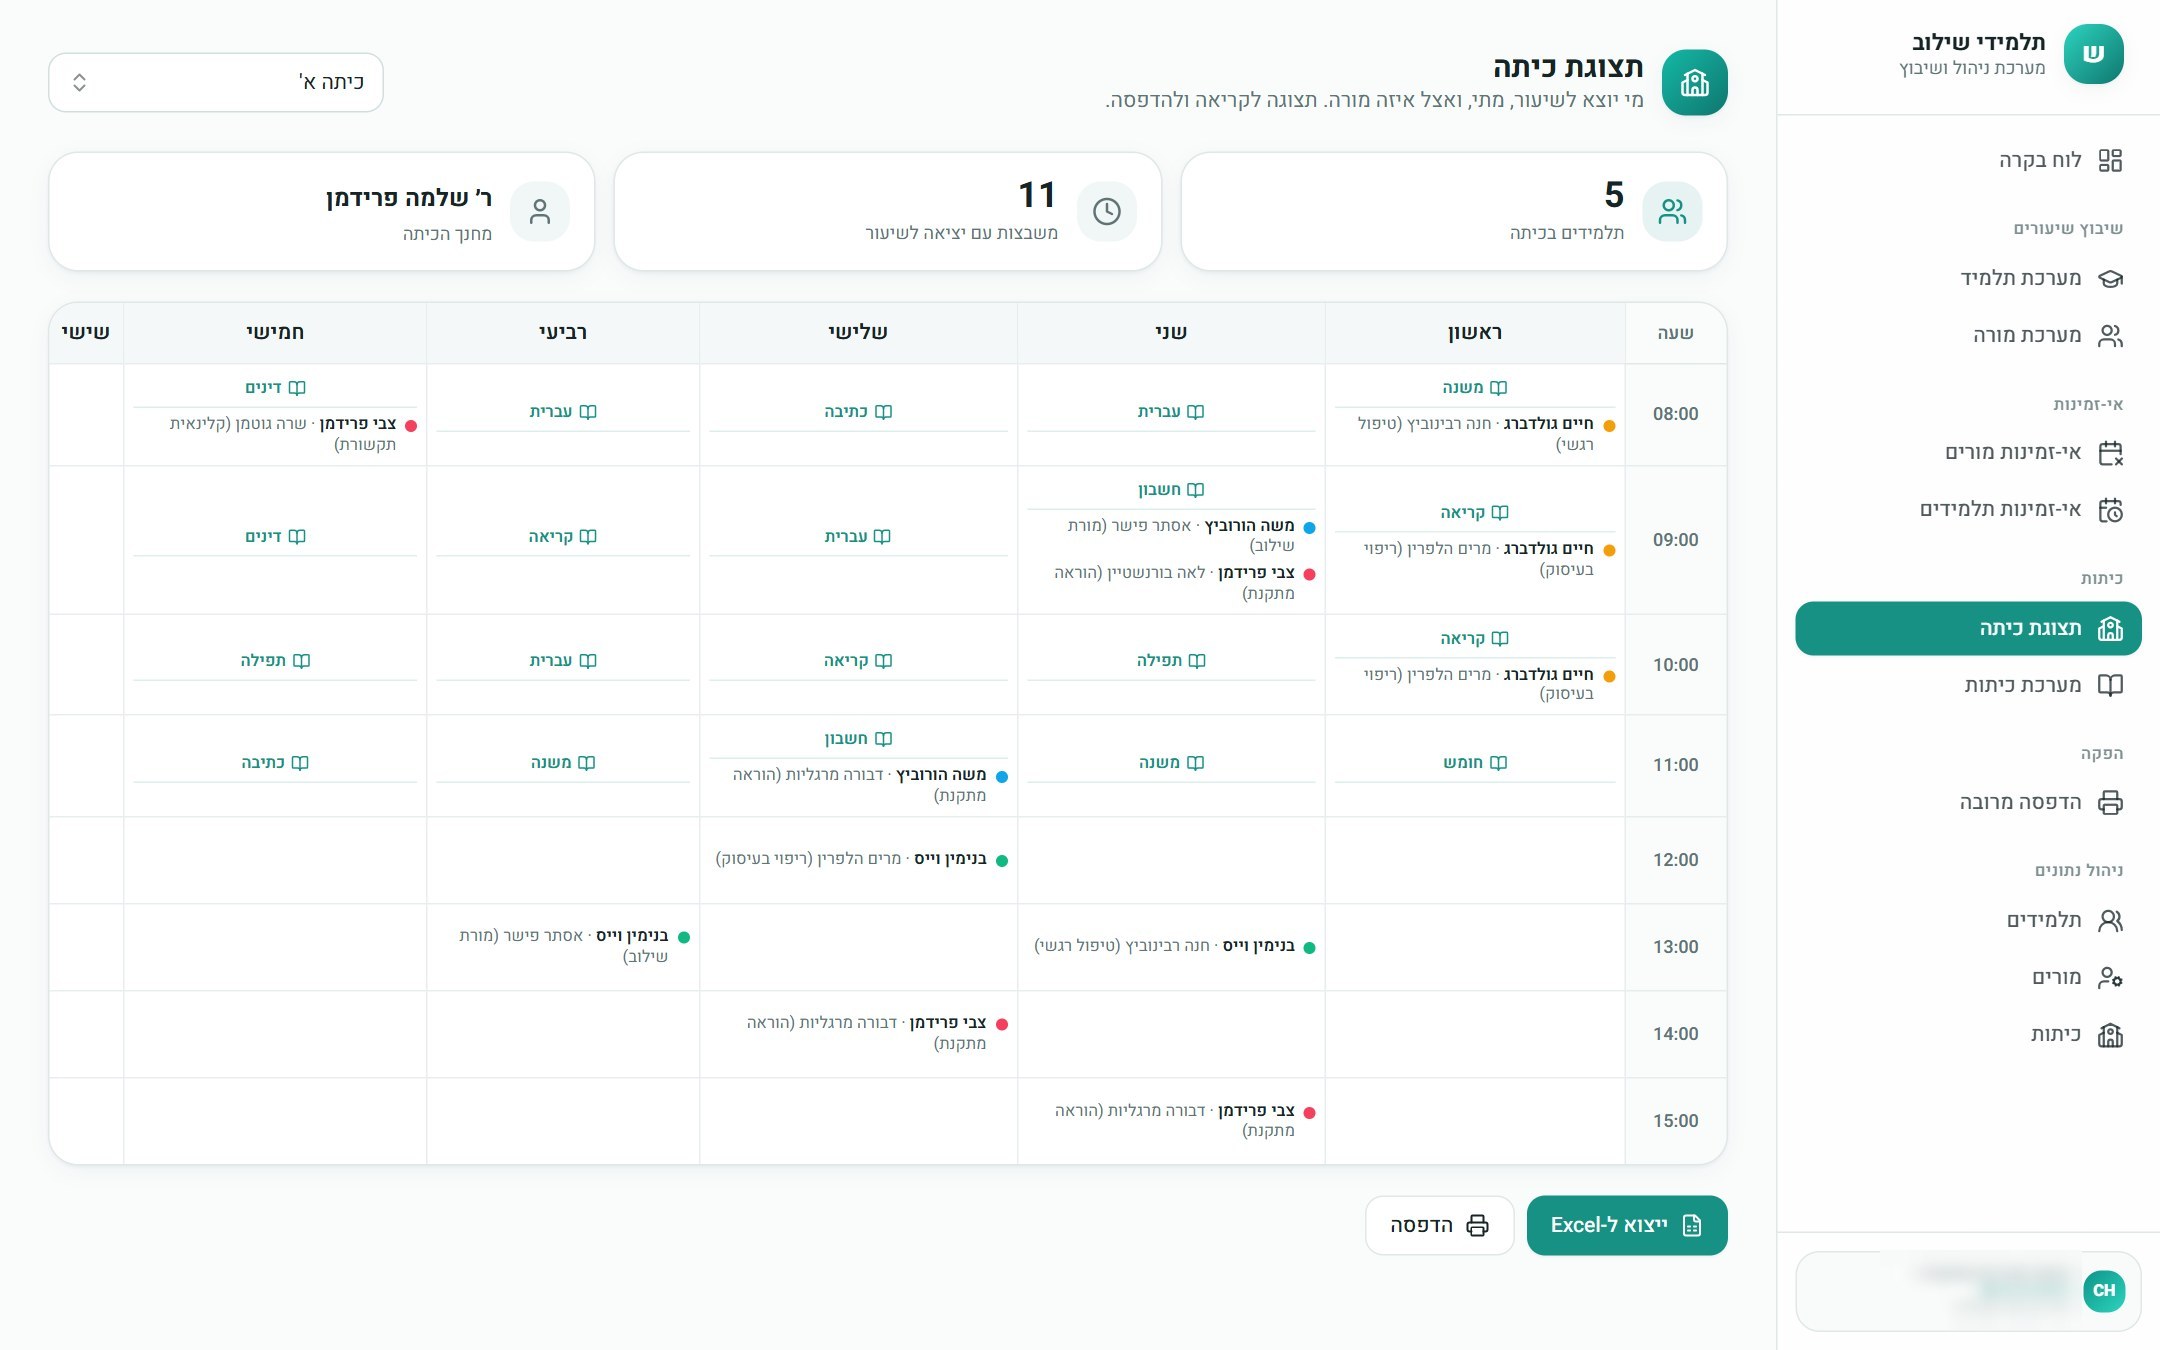 תלמידי שילוב
מערכת ניהול ושיבוץ
לוח בקרה
שיבוץ שיעורים
מערכת תלמיד
מערכת מורה
אי-זמינות
אי-זמינות מורים
אי-זמינות תלמידים
כיתות
תצוגת כיתה
מערכת כיתות
הפקה
הדפסה מרובה
ניהול נתונים
תלמידים
מורים
כיתות
CH
תצוגת כיתה
מי יוצא לשיעור, מתי, ואצל איזה מורה. תצוגה לקריאה ולהדפסה.
כיתה א'
5
תלמידים בכיתה
11
משבצות עם יציאה לשיעור
ר' שלמה פרידמן
מחנך הכיתה
שעה ראשון שני שלישי רביעי חמישי שישי
08:00
משנה
חיים גולדברג · חנה רבינוביץ (טיפול
רגשי)
עברית
כתיבה
עברית
דינים
צבי פרידמן · שרה גוטמן (קלינאית
תקשורת)
09:00
קריאה
חיים גולדברג · מרים הלפרין (ריפוי
בעיסוק)
חשבון
משה הורוביץ · אסתר פישר (מורת
שילוב)
צבי פרידמן · לאה בורנשטיין (הוראה
מתקנת)
עברית
קריאה
דינים
10:00
קריאה
חיים גולדברג · מרים הלפרין (ריפוי
בעיסוק)
תפילה
קריאה
עברית
תפילה
11:00
חומש
משנה
חשבון
משה הורוביץ · דבורה מרגליות (הוראה
מתקנת)
משנה
כתיבה
12:00
בנימין וייס · מרים הלפרין (ריפוי בעיסוק)
13:00
בנימין וייס · חנה רבינוביץ (טיפול רגשי)
בנימין וייס · אסתר פישר (מורת
שילוב)
14:00
צבי פרידמן · דבורה מרגליות (הוראה
מתקנת)
15:00
צבי פרידמן · דבורה מרגליות (הוראה
מתקנת)
ייצוא ל-Excel
הדפסה
ש